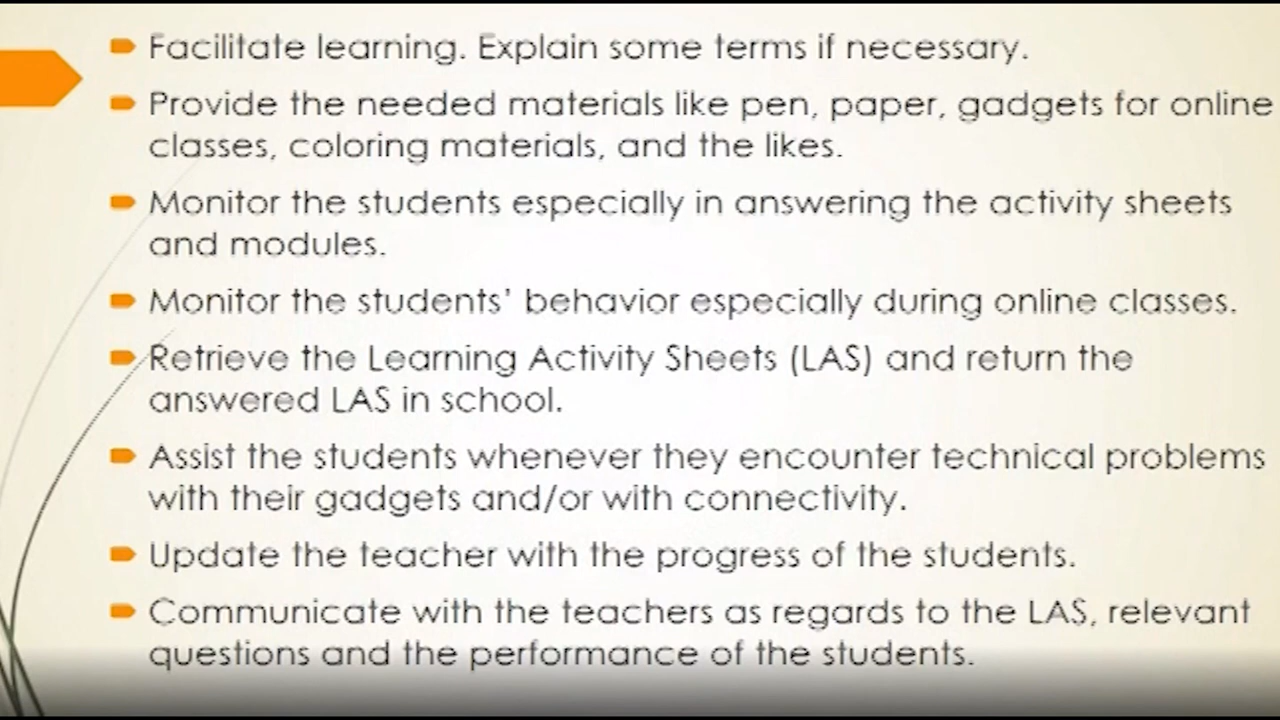 Facilitate learning. Explain some terms if necessary.
Provide the needed materials like pen, paper, gadgets for online
classes, coloring materials, and the likes.
Monitor the students especially in answering the activity sheets
and modules.
Monitor the students' behavior especially during online classes.
Retrieve the Learning Activity Sheets (LAS) and return the
answered LAS in school.
Assist the students whenever they encounter technical problems
with their gadgets and/or with connectivity.
Update the teacher with the progress of the students.
Communicate with the teachers as regards to the LAS, relevant
questions and the performance of the students.